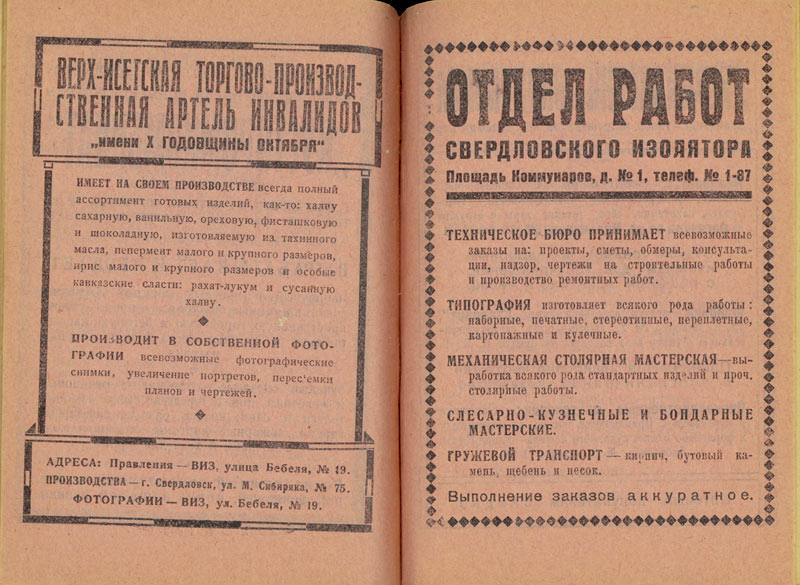 ВЕРХ-ИСЕТСКАЯ ТОРГОВО-ПРОИЗВОД-
СТВЕННАЯ АРТЕЛЬ ИНВАЛИДОВ
„имени X ГОДОВЩИНЫ ОКТЯБРЯ“
ИМЕЕТ НА СВОЕМ ПРОИЗВОДСТВЕ всегда полный
ассортимент готовых изделий, как-то: халву
сахарную, ванильную, ореховую, фисташковую
и шоколадную, изготовляемую из тахинного
масла, пепермент малого и крупного размеров,
ирис малого и крупного размеров и особые
кавказские сласти: рахат-лукум и сусанную
халву.
ПРОИЗВОДИТ В СОБСТВЕННОЙ ФОТО-
ГРАФИИ всевозможные фотографические
снимки, увеличение портретов, пересъемки
планов и чертежей.
АДРЕСА: Правления — ВИЗ, улица Бебеля, № 19.
ПРОИЗВОДСТВА — г. Свердловск, ул. М. Сибиряка, № 75.
ФОТОГРАФИИ — ВИЗ, ул. Бебеля, № 19.
ОТДЕЛ РАБОТ
СВЕРДЛОВСКОГО ИЗОЛЯТОРА
Площадь Коммунаров, д. № 1, телеф. № 1-87
ТЕХНИЧЕСКОЕ БЮРО ПРИНИМАЕТ всевозможные
заказы на: проекты, сметы, обмеры, консульта-
ции, надзор, чертежи на строительные работы
и производство ремонтных работ.
ТИПОГРАФИЯ изготовляет всякого рода работы:
наборные, печатные, стереотипные, переплетные,
картонажные и кулечные.
МЕХАНИЧЕСКАЯ СТОЛЯРНАЯ МАСТЕРСКАЯ—вы-
работка всякого рода стандартных изделий и проч.
столярные работы.
СЛЕСАРНО-КУЗНЕЧНЫЕ И БОНДАРНЫЕ
МАСТЕРСКИЕ.
ГРУЖЕВОЙ ТРАНСПОРТ — кирпич, бутовый ка-
мень, щебень и песок.
Выполнение заказов аккуратное.